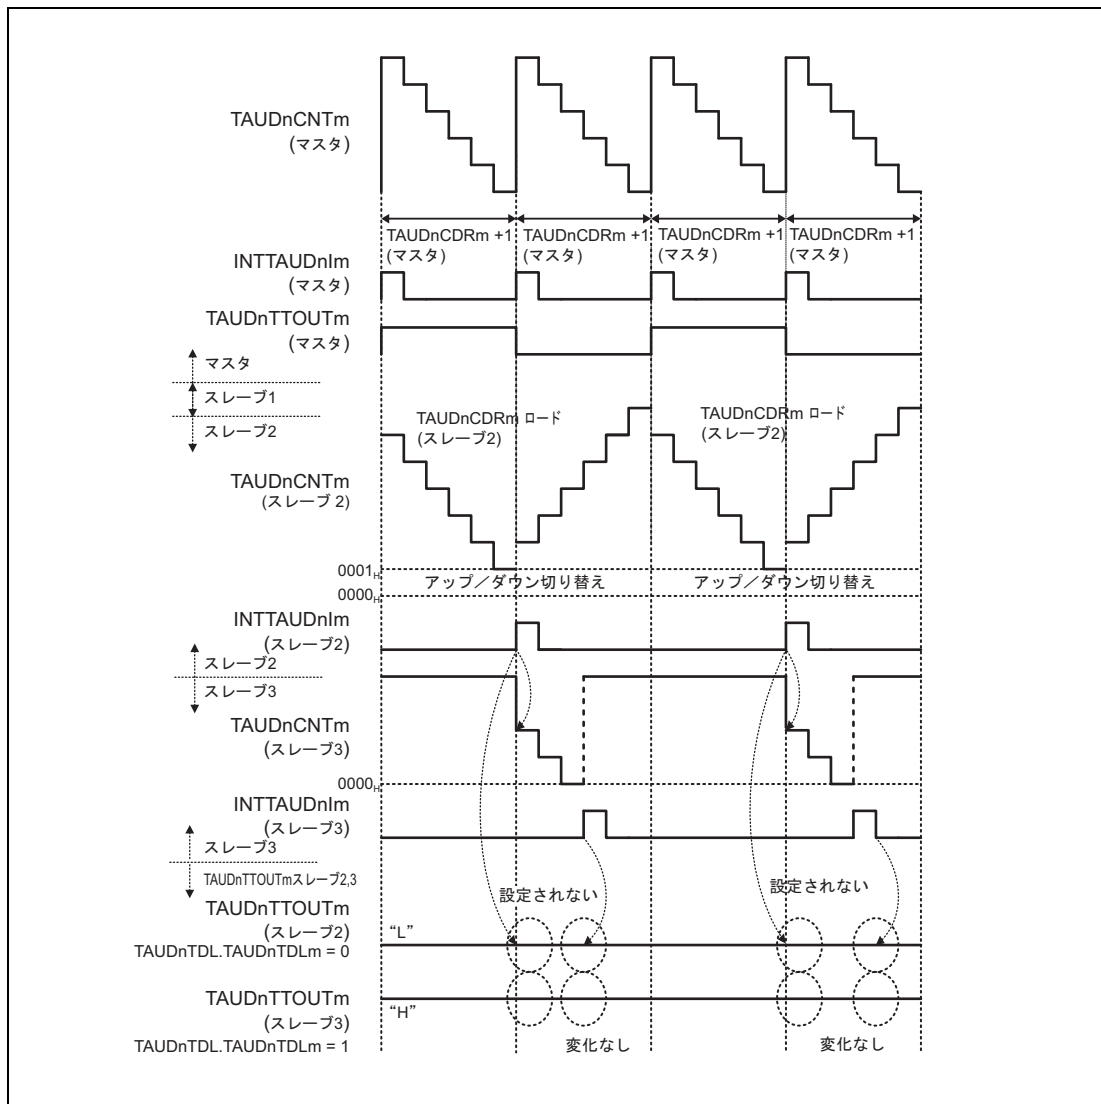 TAUDnCNTm
(マスタ)
TAUDnCDRm +1
(マスタ)
TAUDnCDRm +1
(マスタ)
TAUDnCDRm +1
(マスタ)
TAUDnCDRm +1
(マスタ)
INTTAUDnIm
(マスタ)
TAUDnTTOUTm
(マスタ)
マスタ
スレーブ1
スレーブ2
TAUDnCDRm ロード
(スレーブ2)
TAUDnCDRm ロード
(スレーブ2)
TAUDnCNTm
(スレーブ 2)
0001H
アップ／ダウン切り替え
アップ／ダウン切り替え
0000H
INTTAUDnIm
(スレーブ2)
スレーブ2
スレーブ3
TAUDnCNTm
(スレーブ3)
0000H
INTTAUDnIm
(スレーブ3)
スレーブ3
TAUDnTTOUTmスレーブ2,3
設定されない
設定されない
TAUDnTTOUTm
(スレーブ2)
TAUDnTDL.TAUDnTDLm = 0
“L”
TAUDnTTOUTm
(スレーブ3)
TAUDnTDL.TAUDnTDLm = 1
“H”
変化なし
変化なし